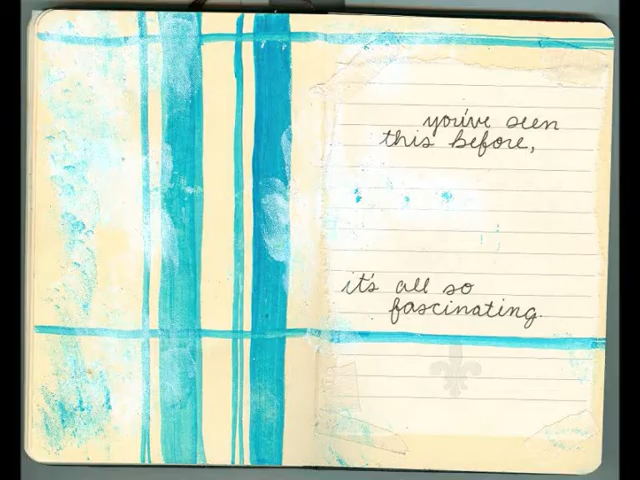 you've seen
this before,
it's all so
fascinating.